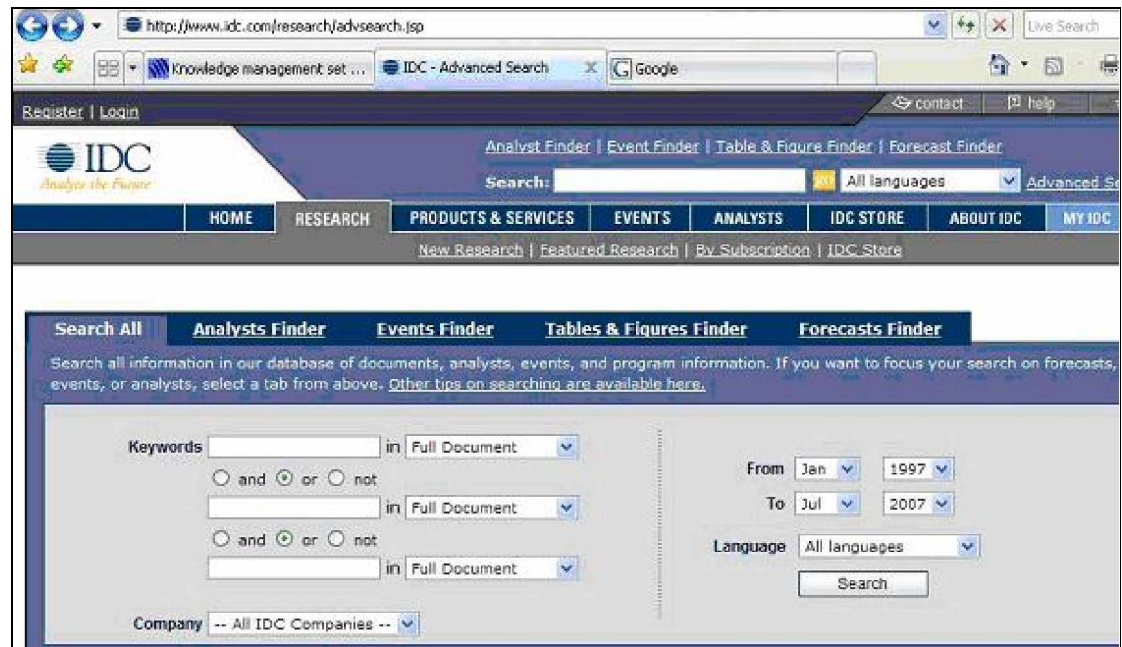 http://www.idc.com/research/advsearch.jsp
Live Search
Knowledge management set ...
IDC - Advanced Search
Google
Register | Login
contact
help
IDC
Analyze the Future
Analyst Finder | Event Finder | Table & Figure Finder | Forecast Finder
Search:
GO
All languages
Advanced Se
HOME
RESEARCH
PRODUCTS & SERVICES
EVENTS
ANALYSTS
IDC STORE
ABOUT IDC
MY IDC
New Research | Featured Research | By Subscription | IDC Store
Search All
Analysts Finder
Events Finder
Tables & Figures Finder
Forecasts Finder
Search all information in our database of documents, analysts, events, and program information. If you want to focus your search on forecasts,
events, or analysts, select a tab from above. Other tips on searching are available here.
Keywords in Full Document
and or not
in Full Document
and or not
in Full Document
Company -- All IDC Companies --
From Jan 1997
To Jul 2007
Language All languages
Search